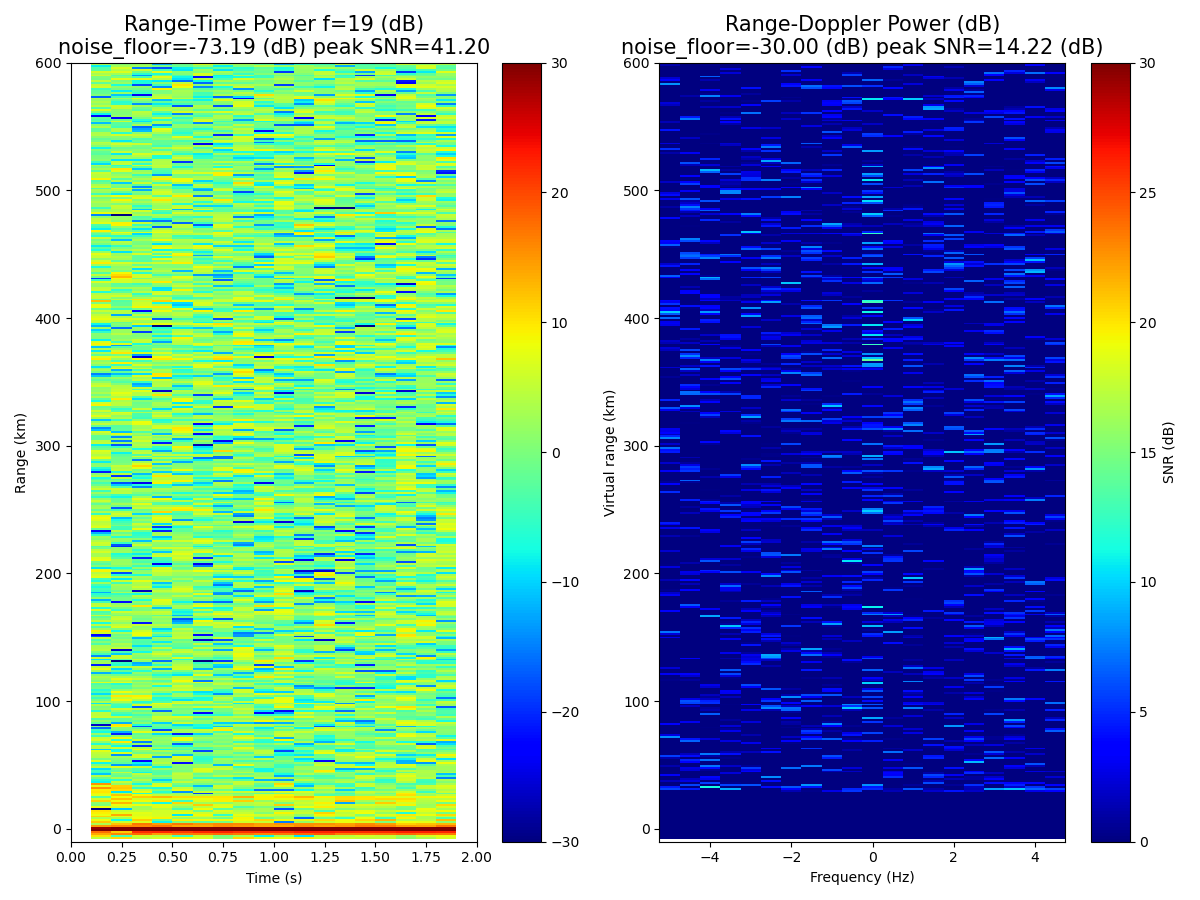 Range-Time Power f=19 (dB)
noise_floor=-73.19 (dB) peak SNR=41.20
Range (km)
600
500
400
300
200
100
0
0.00 0.25 0.50 0.75 1.00 1.25 1.50 1.75 2.00
Time (s)
30
20
10
0
−10
−20
−30
Range-Doppler Power (dB)
noise_floor=-30.00 (dB) peak SNR=14.22 (dB)
Virtual range (km)
600
500
400
300
200
100
0
−4 −2 0 2 4
Frequency (Hz)
30
25
20
15
10
5
0
SNR (dB)